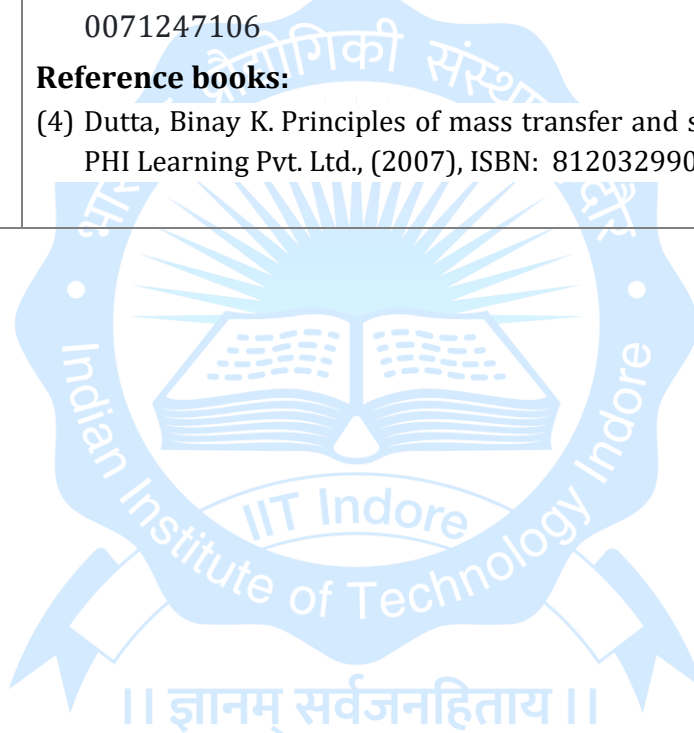 0071247106
Reference books:
(4) Dutta, Binay K. Principles of mass transfer and
PHI Learning Pvt. Ltd., (2007), ISBN: 812032990
Indian Institute of Technology Indore
IIT Indore
।। ज्ञानम् सर्वजनहिताय ।।